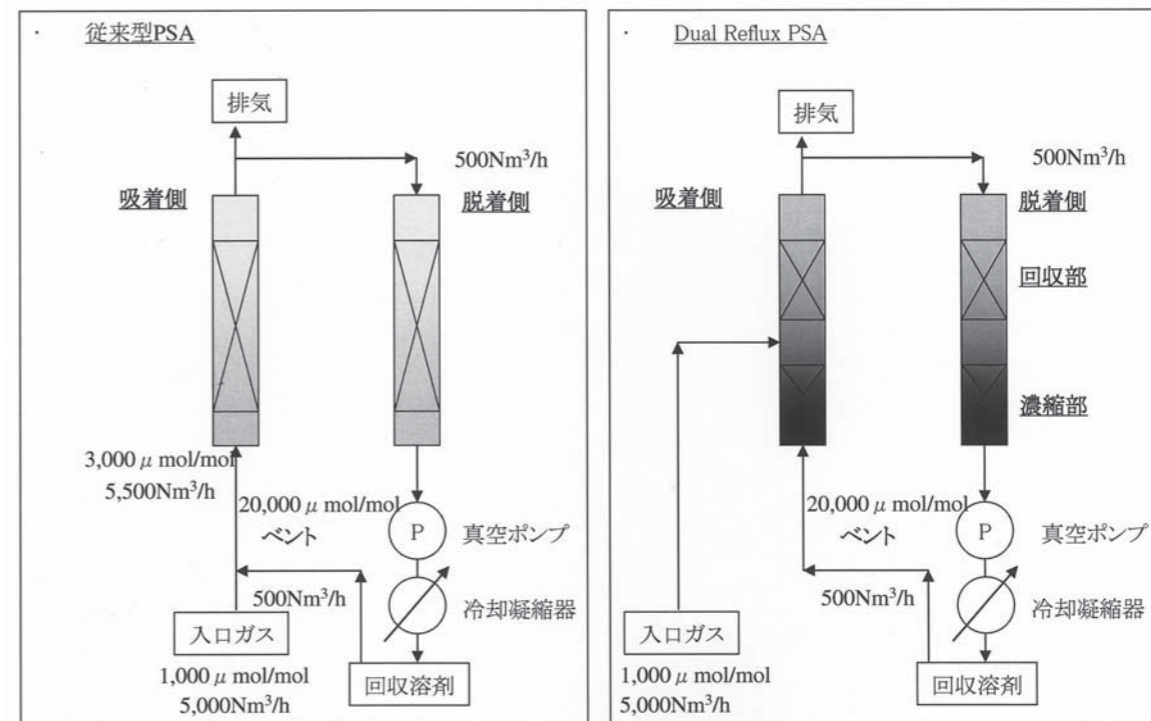 ・ 従来型PSA
排気
500Nm³/h
吸着側
脱着側
3,000 μ mol/mol
5,500Nm³/h
20,000 μ mol/mol
ベント
P
真空ポンプ
500Nm³/h
冷却凝縮器
入口ガス
1,000 μ mol/mol
5,000Nm³/h
回収溶剤
・ Dual Reflux PSA
排気
500Nm³/h
吸着側
脱着側
回収部
濃縮部
20,000 μ mol/mol
ベント
P
真空ポンプ
500Nm³/h
冷却凝縮器
入口ガス
1,000 μ mol/mol
5,000Nm³/h
回収溶剤